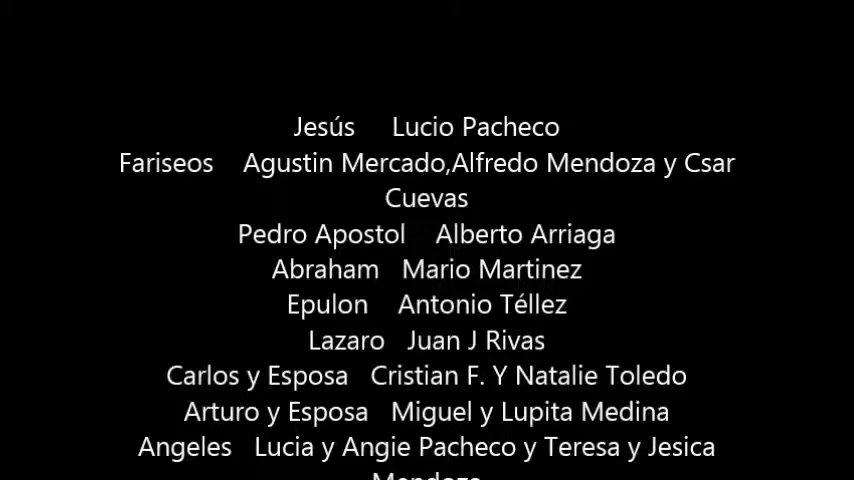 Jesús Lucio Pacheco
Fariseos Agustin Mercado,Alfredo Mendoza y Csar
Cuevas
Pedro Apostol Alberto Arriaga
Abraham Mario Martinez
Epulon Antonio Téllez
Lazaro Juan J Rivas
Carlos y Esposa Cristian F. Y Natalie Toledo
Arturo y Esposa Miguel y Lupita Medina
Angeles Lucia y Angie Pacheco y Teresa y Jesica
Mendoza